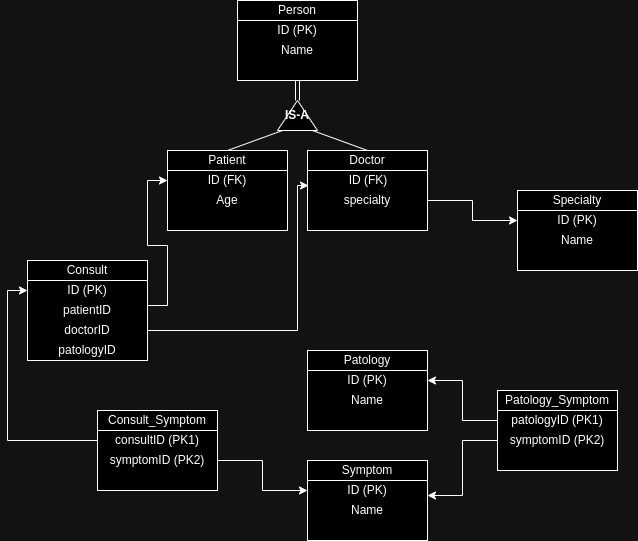 Person
ID (PK)
Name
IS-A
Patient
ID (FK)
Age
Doctor
ID (FK)
specialty
Specialty
ID (PK)
Name
Consult
ID (PK)
patientID
doctorID
patologyID
Patology
ID (PK)
Name
Patology_Symptom
patologyID (PK1)
symptomID (PK2)
Consult_Symptom
consultID (PK1)
symptomID (PK2)
Symptom
ID (PK)
Name